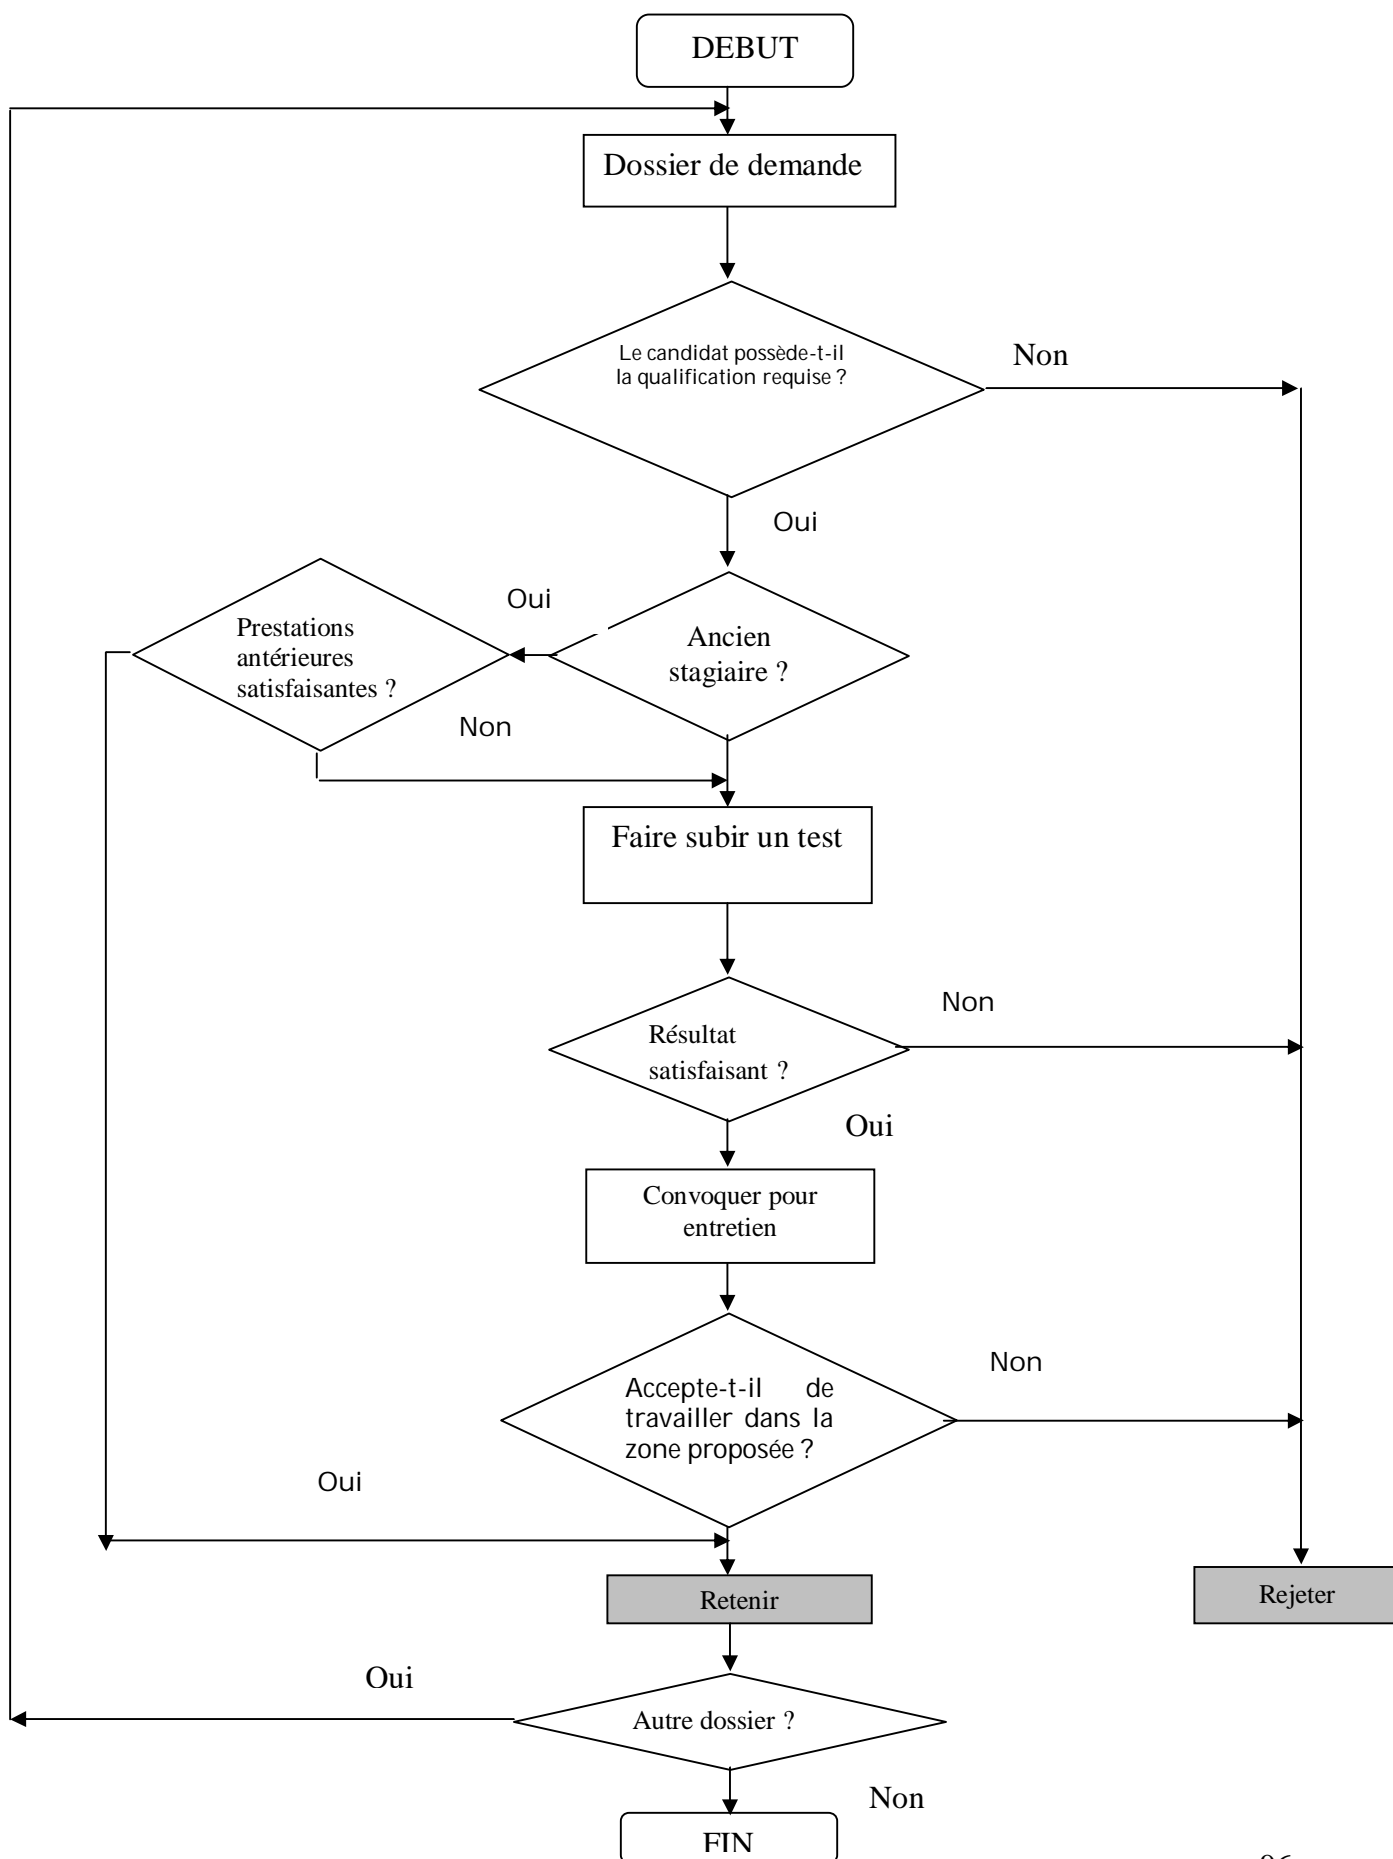 DEBUT
Dossier de demande
Le candidat possède-t-il
la qualification requise ?
Non
Oui
Oui
Prestations
antérieures
satisfaisantes ?
Ancien
stagiaire ?
Non
Faire subir un test
Non
Résultat
satisfaisant ?
Oui
Convoquer pour
entretien
Non
Accepte-t-il de
travailler dans la
zone proposée ?
Oui
Retenir
Rejeter
Oui
Autre dossier ?
Non
FIN